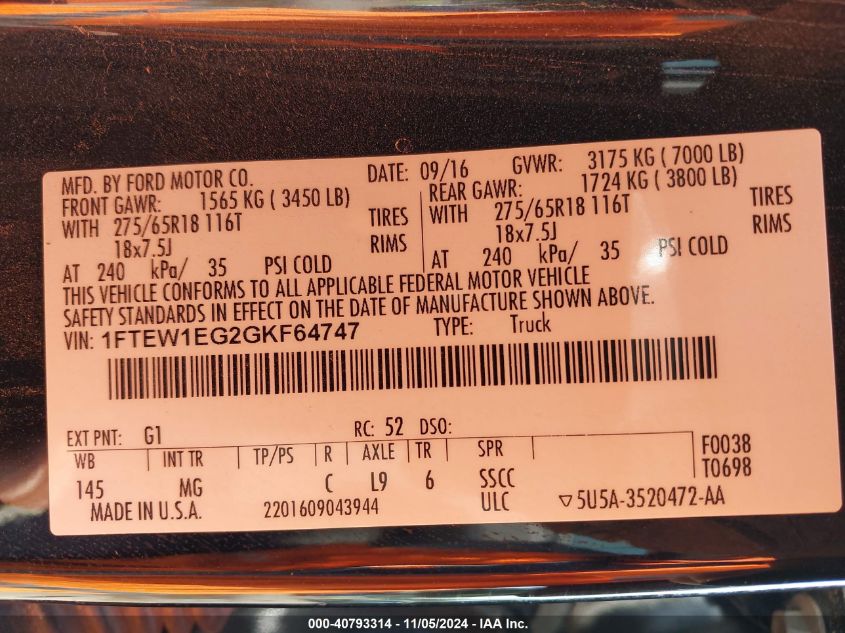 MFD. BY FORD MOTOR CO. DATE: 09/16 GVWR: 3175 KG ( 7000 LB)
FRONT GAWR: 1565 KG ( 3450 LB) REAR GAWR: 1724 KG ( 3800 LB)
WITH 275/65R18 116T TIRES WITH 275/65R18 116T TIRES
18x7.5J RIMS 18x7.5J RIMS
AT 240 kPa/ 35 PSI COLD AT 240 kPa/ 35 PSI COLD
THIS VEHICLE CONFORMS TO ALL APPLICABLE FEDERAL MOTOR VEHICLE
SAFETY STANDARDS IN EFFECT ON THE DATE OF MANUFACTURE SHOWN ABOVE.
VIN: 1FTEW1EG2GKF64747 TYPE: Truck
EXT PNT: G1 RC: 52 DSO:
WB INT TR TP/PS R AXLE TR SPR F0038
145 MG C L9 6 SSCC T0698
MADE IN U.S.A. 2201609043944 ULC ▽5U5A-3520472-AA
000-40793314 - 11/05/2024 - IAA Inc.